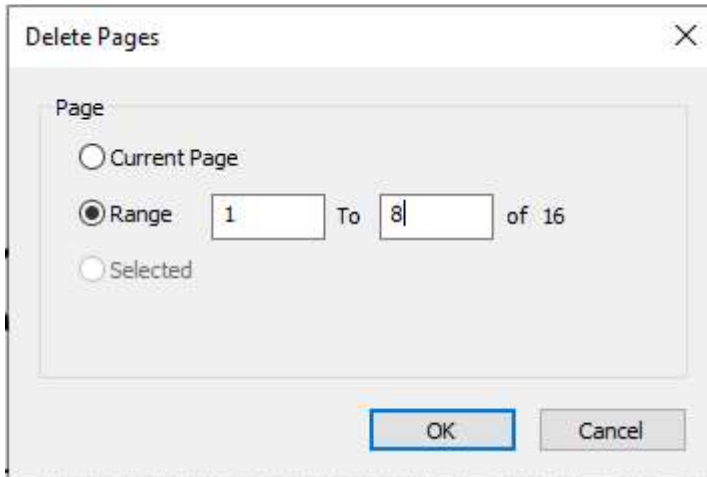 Delete Pages
Page
Current Page
Range 1 To 8 of 16
Selected
OK Cancel